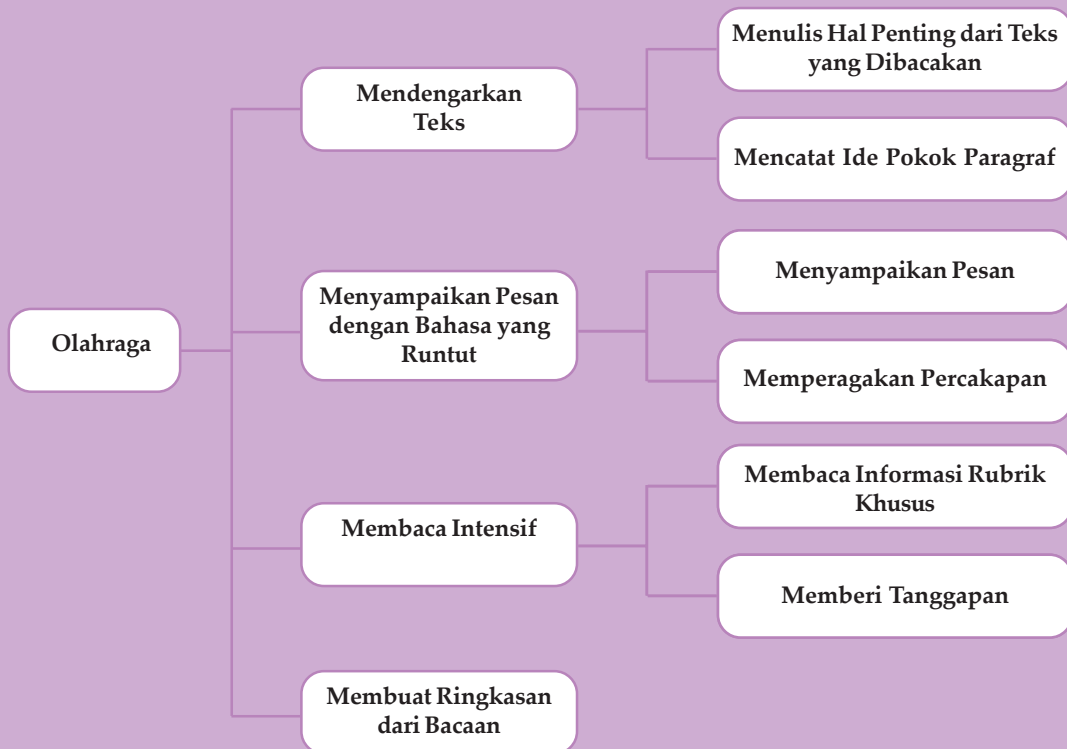 Olahraga
Mendengarkan
Teks
Menulis Hal Penting dari Teks
yang Dibacakan
Mencatat Ide Pokok Paragraf
Menyampaikan Pesan
dengan Bahasa yang
Runtut
Menyampaikan Pesan
Memperagakan Percakapan
Membaca Intensif
Membaca Informasi Rubrik
Khusus
Memberi Tanggapan
Membuat Ringkasan
dari Bacaan